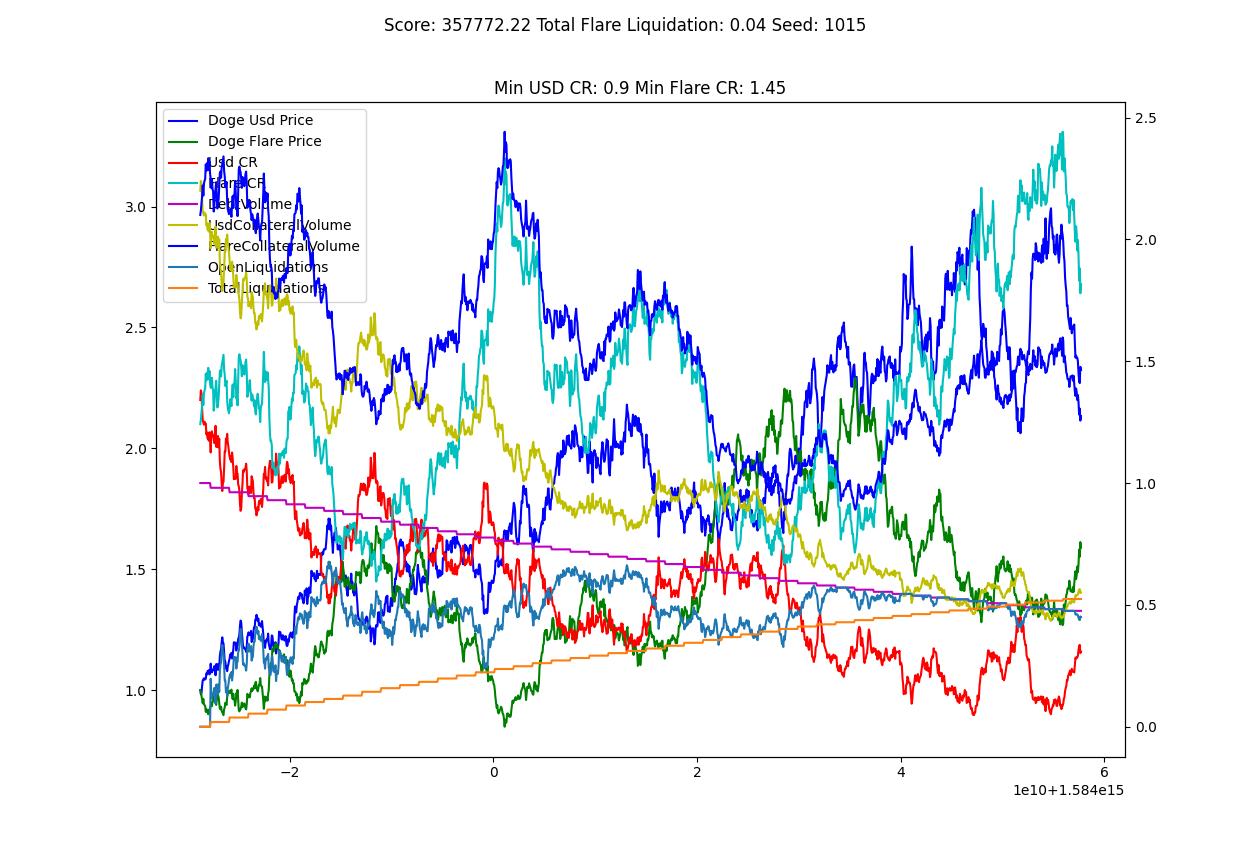 Score: 357772.22 Total Flare Liquidation: 0.04 Seed: 1015
Min USD CR: 0.9 Min Flare CR: 1.45
Doge Usd Price
Doge Flare Price
Usd CR
Flare CR
DebtVolume
UsdCollateralVolume
FlareCollateralVolume
OpenLiquidations
TotalLiquidations
3.0
2.5
2.0
1.5
1.0
2.5
2.0
1.5
1.0
0.5
0.0
−2
0
2
4
6
1e10+1.584e15